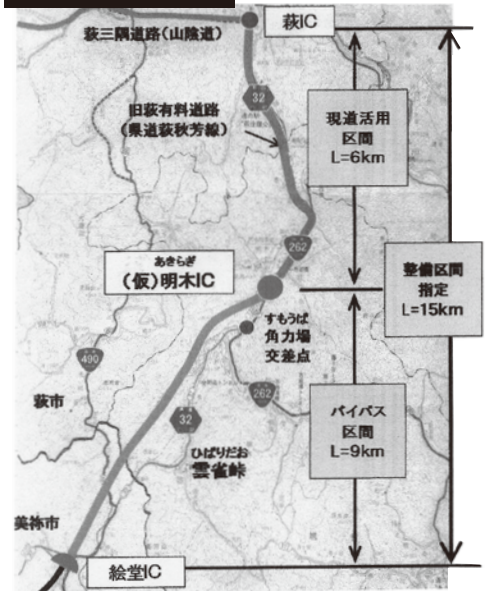 萩三隅道路（山陰道）
萩IC
32
旧萩有料道路
（県道萩秋芳線）
現道活用
区間
L=6km
262
あきらぎ
（仮）明木IC
整備区間
指定
L=15km
すもうば
角力場
交差点
490
262
萩市
32
バイパス
区間
L=9km
ひばりだお
雲雀峠
美祢市
絵堂IC